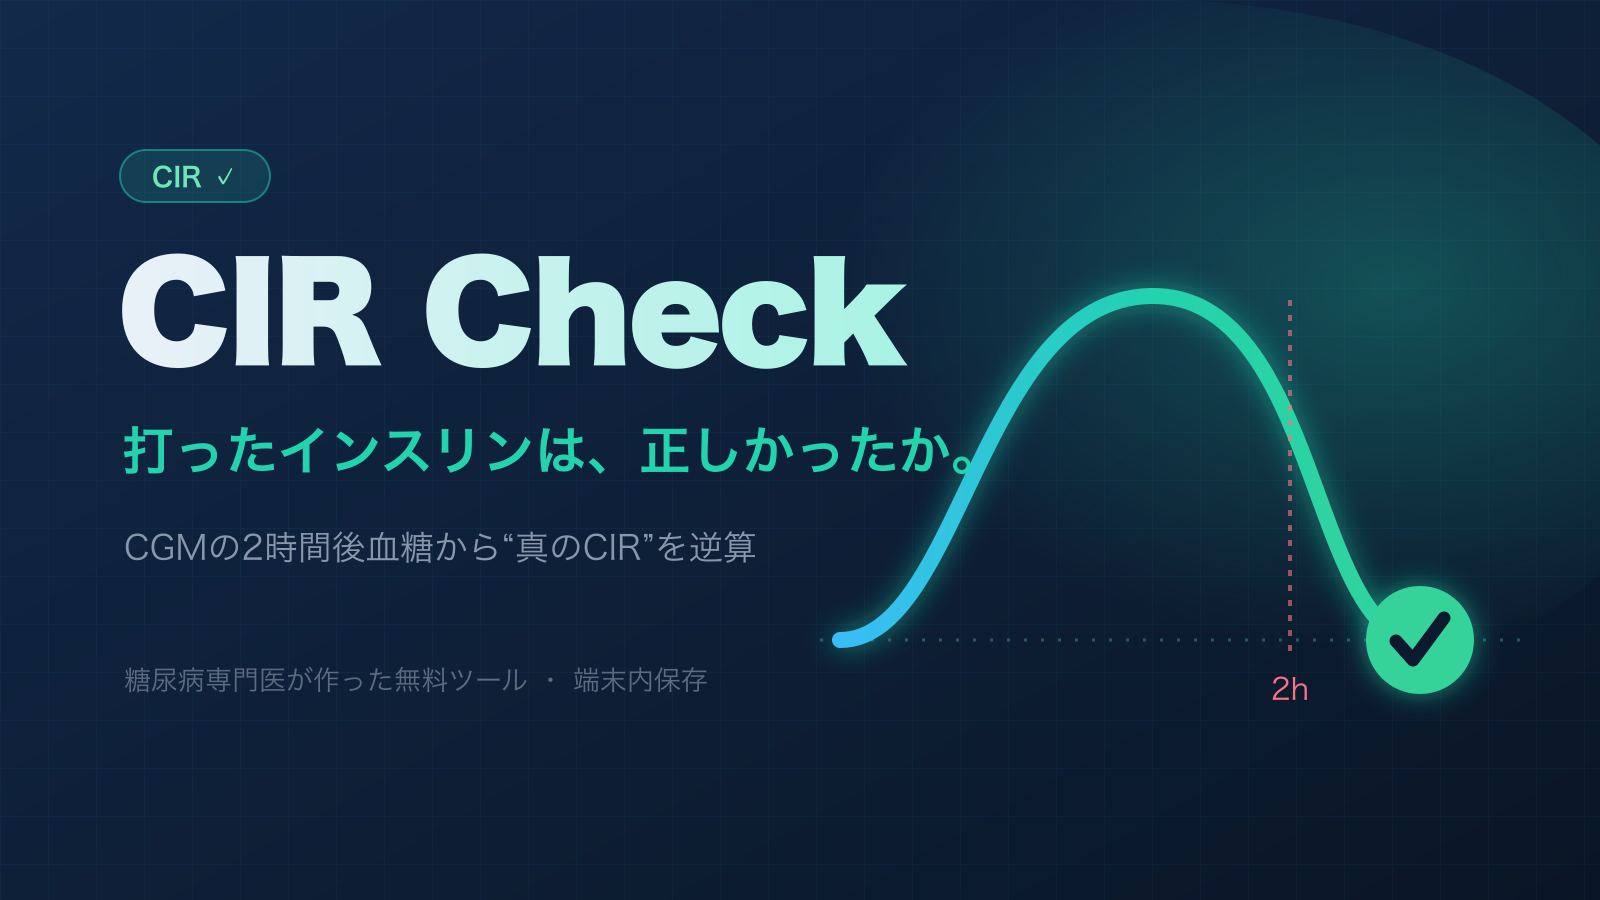 CIR ✓
CIR Check
打ったインスリンは、正しかったか。
CGMの2時間後血糖から“真のCIR”を逆算
糖尿病専門医が作った無料ツール ・ 端末内保存
2h